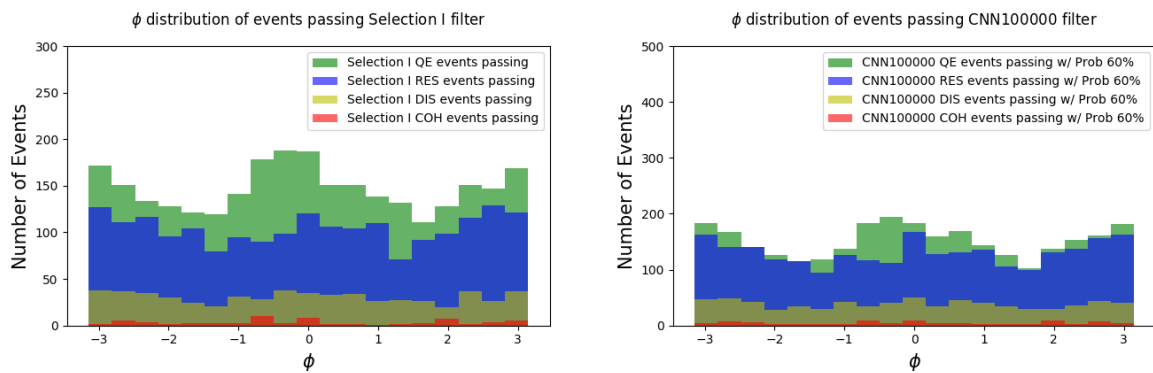 ϕ distribution of events passing Selection I filter
300
250
200
150
100
50
0
Number of Events
Selection I QE events passing
Selection I RES events passing
Selection I DIS events passing
Selection I COH events passing
−3 −2 −1 0 1 2 3
ϕ
ϕ distribution of events passing CNN100000 filter
500
400
300
200
100
0
Number of Events
CNN100000 QE events passing w/ Prob 60%
CNN100000 RES events passing w/ Prob 60%
CNN100000 DIS events passing w/ Prob 60%
CNN100000 COH events passing w/ Prob 60%
−3 −2 −1 0 1 2 3
ϕ